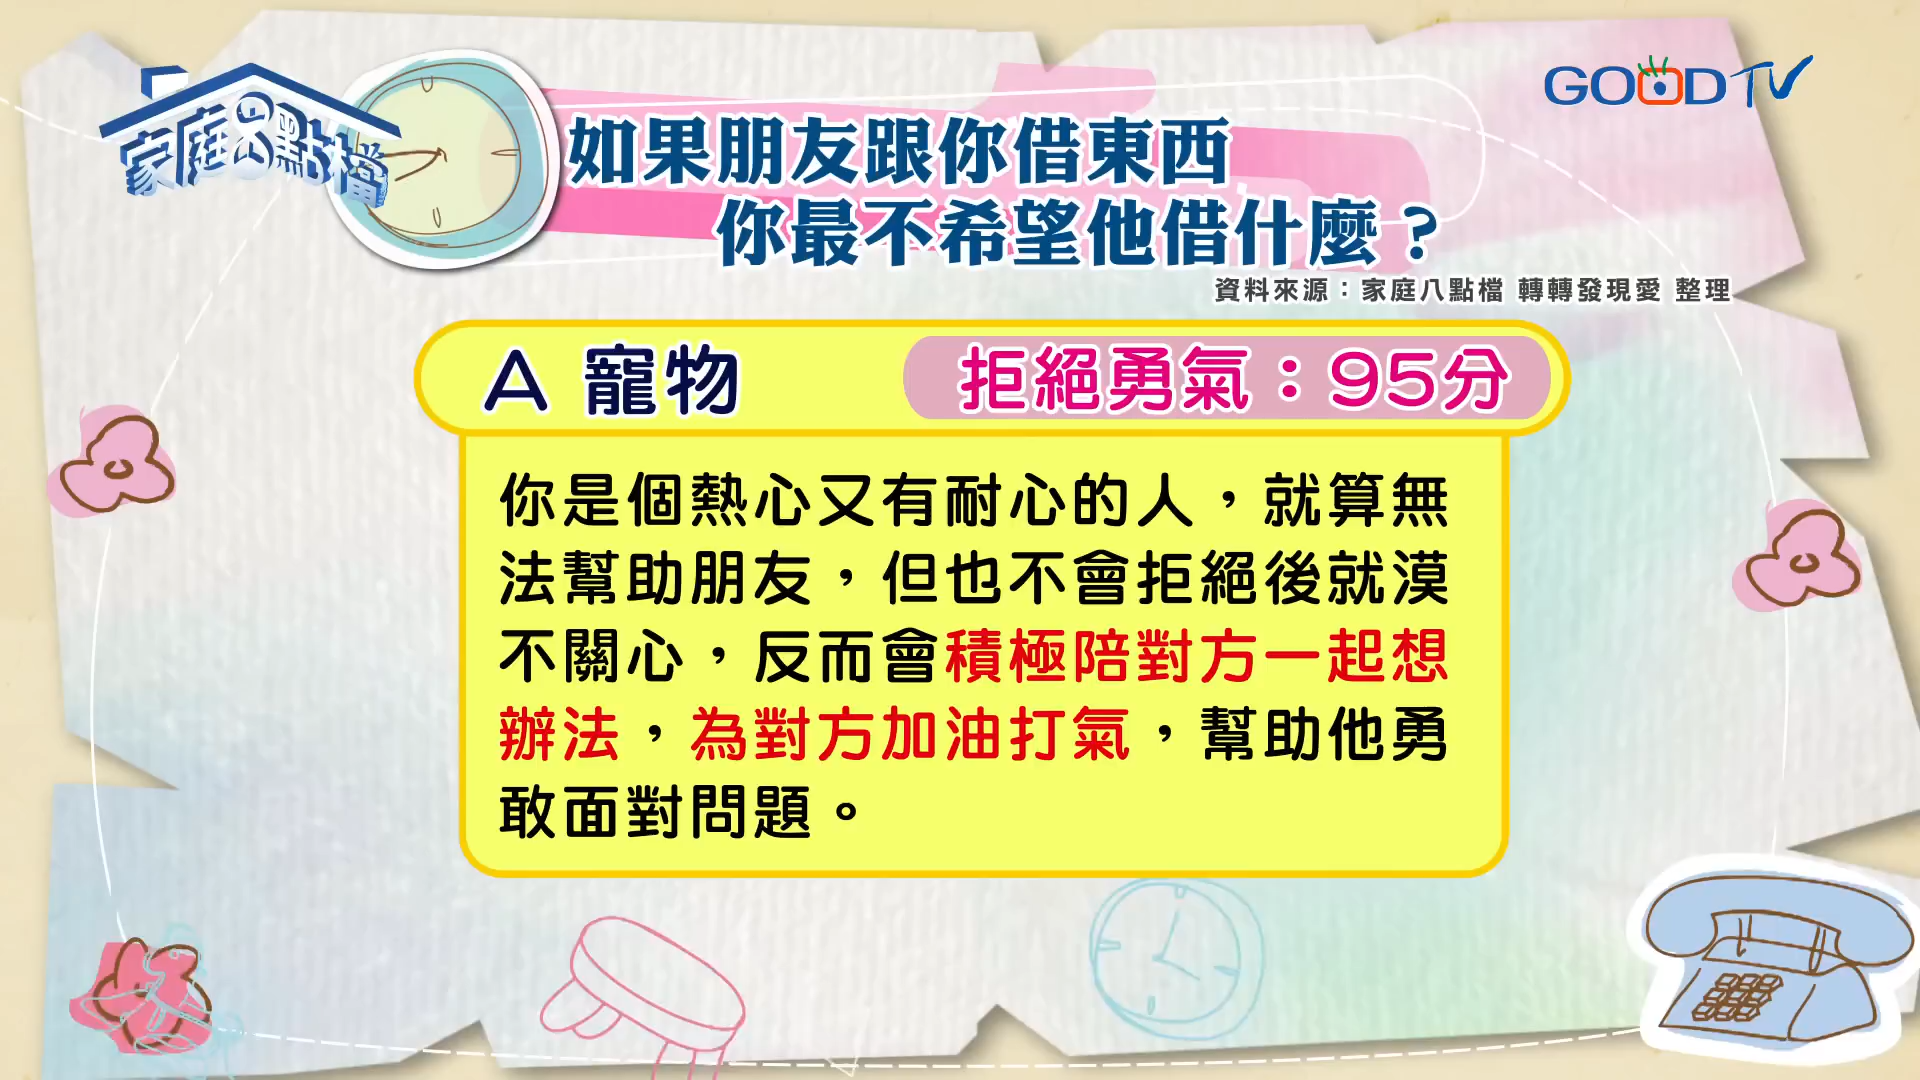 家庭8點檔
GOOD TV
如果朋友跟你借東西
你最不希望他借什麼？
資料來源：家庭八點檔 轉轉發現愛 整理
A 寵物
拒絕勇氣：95分
你是個熱心又有耐心的人，就算無
法幫助朋友，但也不會拒絕後就漠
不關心，反而會積極陪對方一起想
辦法，為對方加油打氣，幫助他勇
敢面對問題。